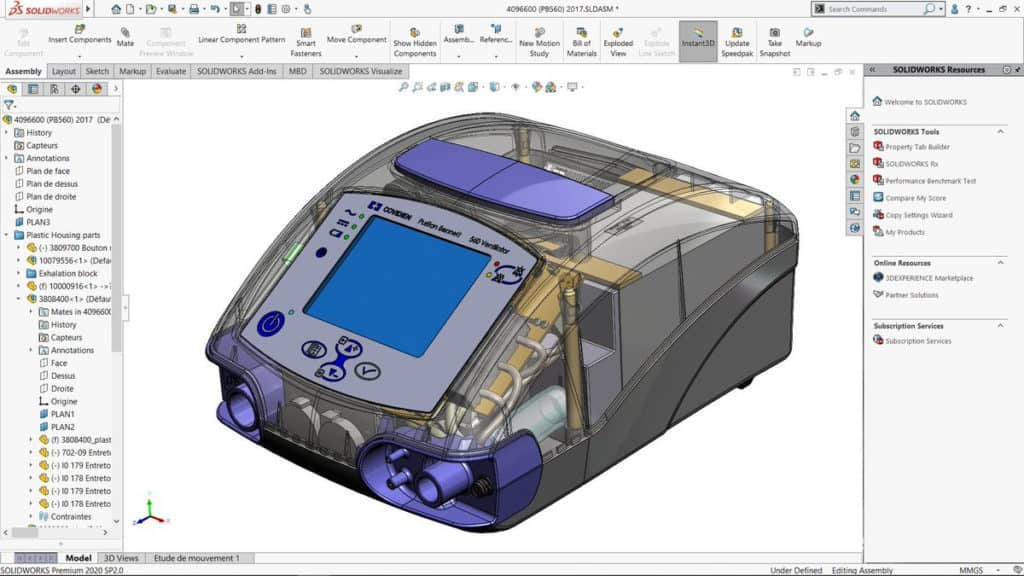 SOLIDWORKS
4096600 (PB560) 2017.SLDASM *
Search Commands
Edit Component
Insert Components
Mate
Component Preview Window
Linear Component Pattern
Smart Fasteners
Move Component
Show Hidden Components
Assemb...
Referenc...
New Motion Study
Bill of Materials
Exploded View
Explode Line Sketch
Instant3D
Update Speedpak
Take Snapshot
Markup
Assembly Layout Sketch Markup Evaluate SOLIDWORKS Add-Ins MBD SOLIDWORKS Visualize
4096600 (PB560) 2017 (De
History
Capteurs
Annotations
Plan de face
Plan de dessus
Plan de droite
Origine
PLAN3
Plastic Housing parts
(-) 3809700 Bouton
10079556<1> (Defa
Exhalation block
(f) 10000916<1> ->
3808400<1> (Défau
Mates in 409660
History
Capteurs
Annotations
Face
Dessus
Droite
Origine
PLAN1
PLAN2
(f) 3808400_plast
(-) 702-09 Entreto
(-) I0 179 Entreto
(-) I0 178 Entreto
(-) I0 179 Entreto
(-) I0 178 Entreto
Contraintes
COVIDIEN Puritan Bennett 560 Ventilator
SOLIDWORKS Resources
Welcome to SOLIDWORKS
SOLIDWORKS Tools
Property Tab Builder
SOLIDWORKS Rx
Performance Benchmark Test
Compare My Score
Copy Settings Wizard
My Products
Online Resources
3DEXPERIENCE Marketplace
Partner Solutions
Subscription Services
Subscription Services
Model 3D Views Etude de mouvement 1
SOLIDWORKS Premium 2020 SP2.0
Under Defined Editing Assembly MMGS